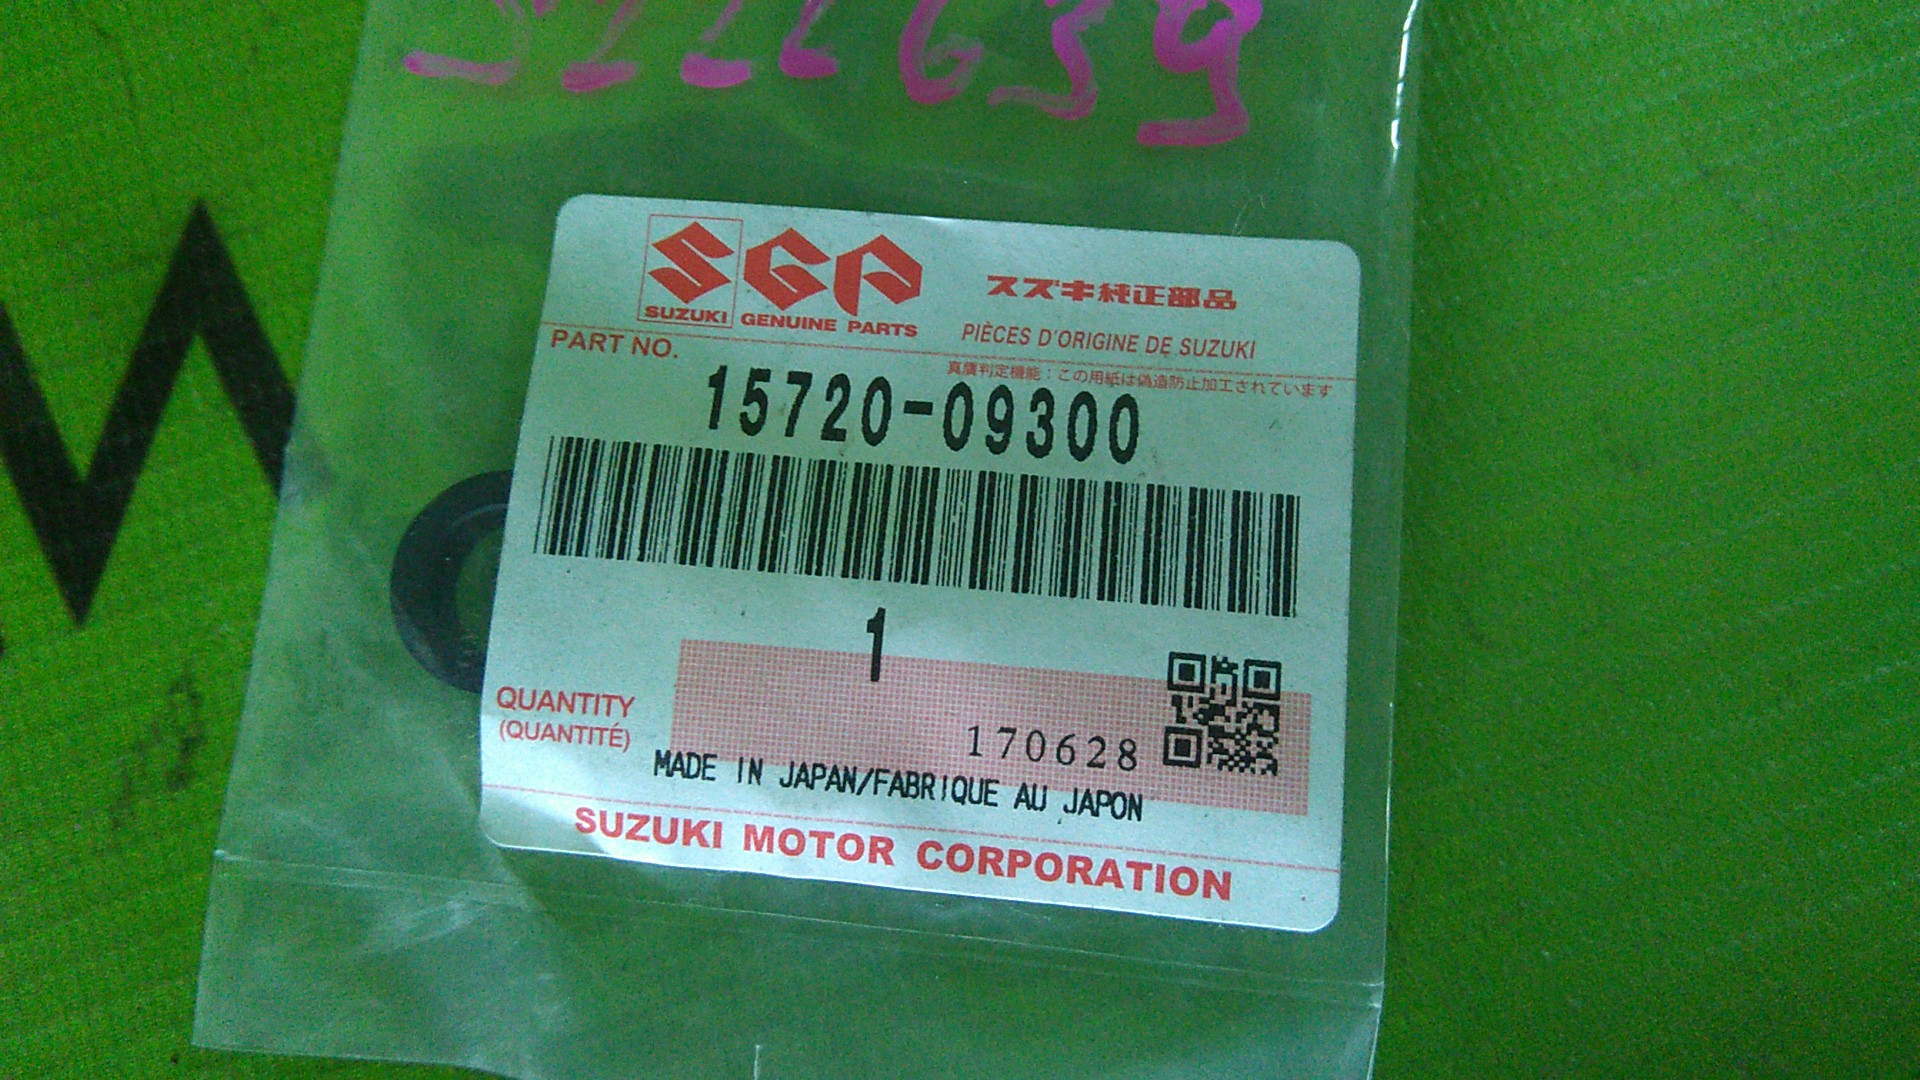 SGP
SUZUKI GENUINE PARTS
スズキ純正部品
PIÈCES D'ORIGINE DE SUZUKI
PART NO.
真贋判定機能：この用紙は偽造防止加工されています
15720-09300
1
QUANTITY
(QUANTITÉ)
170628
MADE IN JAPAN/FABRIQUE AU JAPON
SUZUKI MOTOR CORPORATION